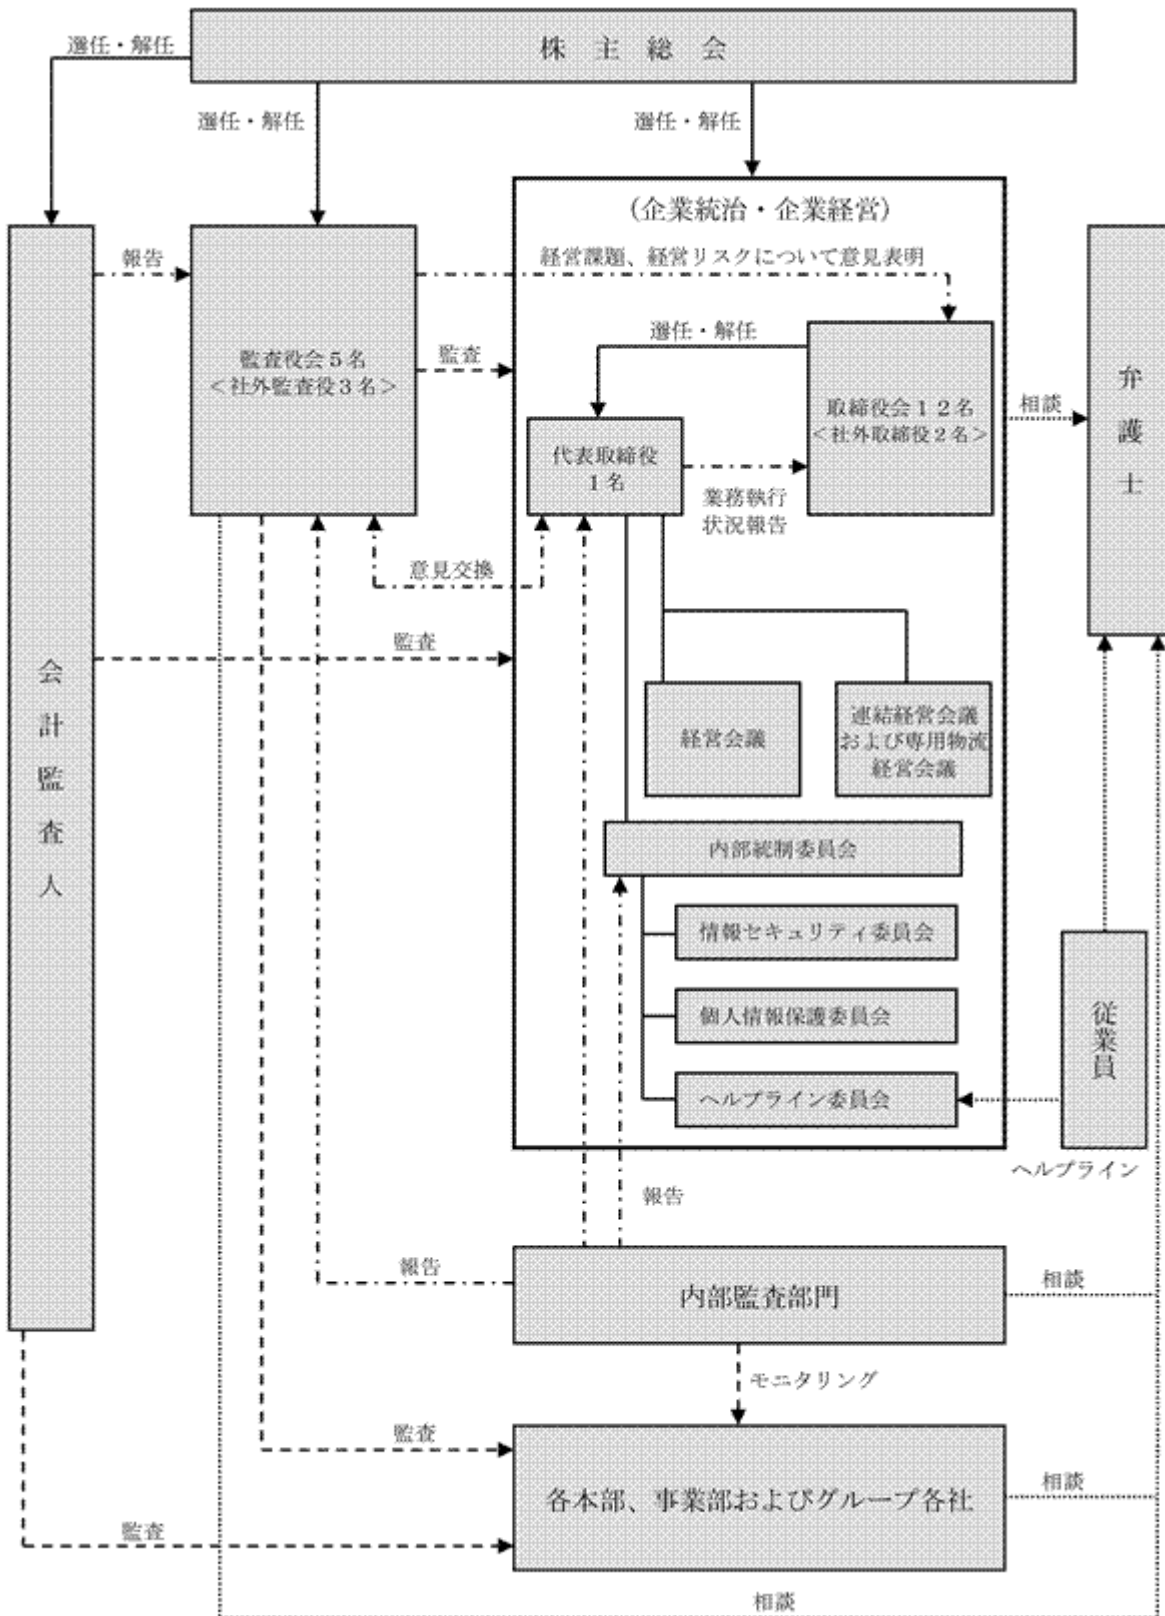 株主総会
選任・解任
選任・解任
選任・解任
(企業統治・企業経営)
報告
経営課題、経営リスクについて意見表明
選任・解任
監査役会5名
<社外監査役3名>
監査
取締役会12名
<社外取締役2名>
相談
弁護士
代表取締役
1名
業務執行
状況報告
意見交換
監査
会計監査人
経営会議
連結経営会議
および専用物流
経営会議
内部統制委員会
情報セキュリティ委員会
個人情報保護委員会
従業員
ヘルプライン委員会
ヘルプライン
報告
報告
内部監査部門
相談
モニタリング
監査
各本部、事業部およびグループ各社
相談
監査
相談